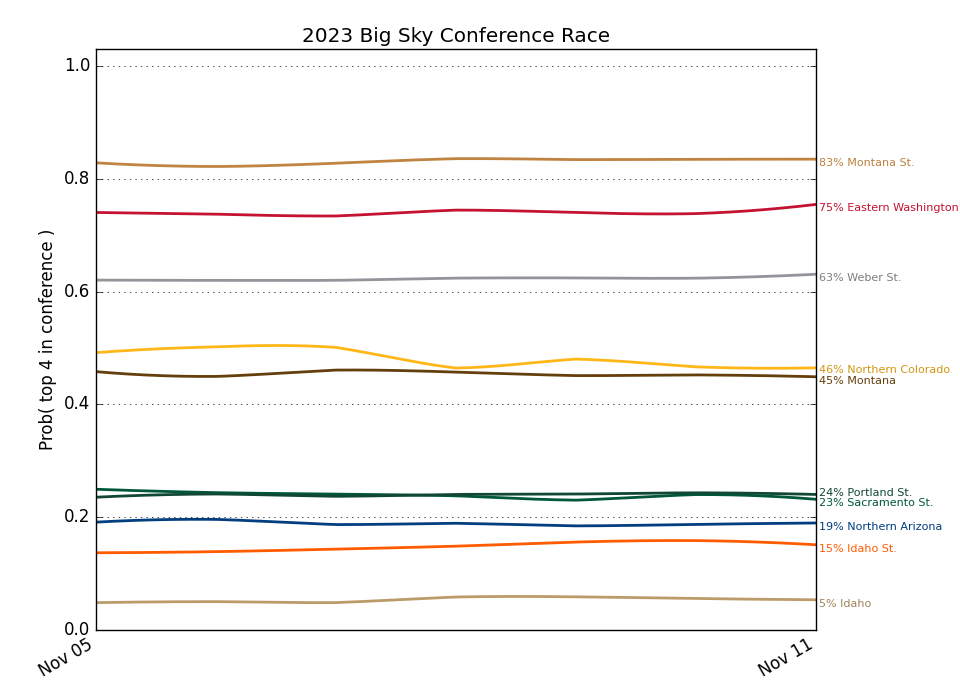 2023 Big Sky Conference Race
1.0
0.8
0.6
0.4
0.2
0.0
Prob( top 4 in conference )
Nov 05
Nov 11
83% Montana St.
75% Eastern Washington
63% Weber St.
46% Northern Colorado
45% Montana
24% Portland St.
23% Sacramento St.
19% Northern Arizona
15% Idaho St.
5% Idaho